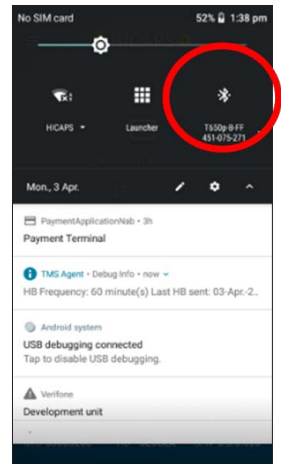 No SIM card 52% 1:38 pm
HICAPS Launcher T650p-B-FF
451-075-271
Mon., 3 Apr.
PaymentApplicationNab • 3h
Payment Terminal
TMS Agent • Debug Info • now
HB Frequency: 60 minute(s) Last HB sent: 03-Apr.-2..
Android system
USB debugging connected
Tap to disable USB debugging.
Verifone
Development unit